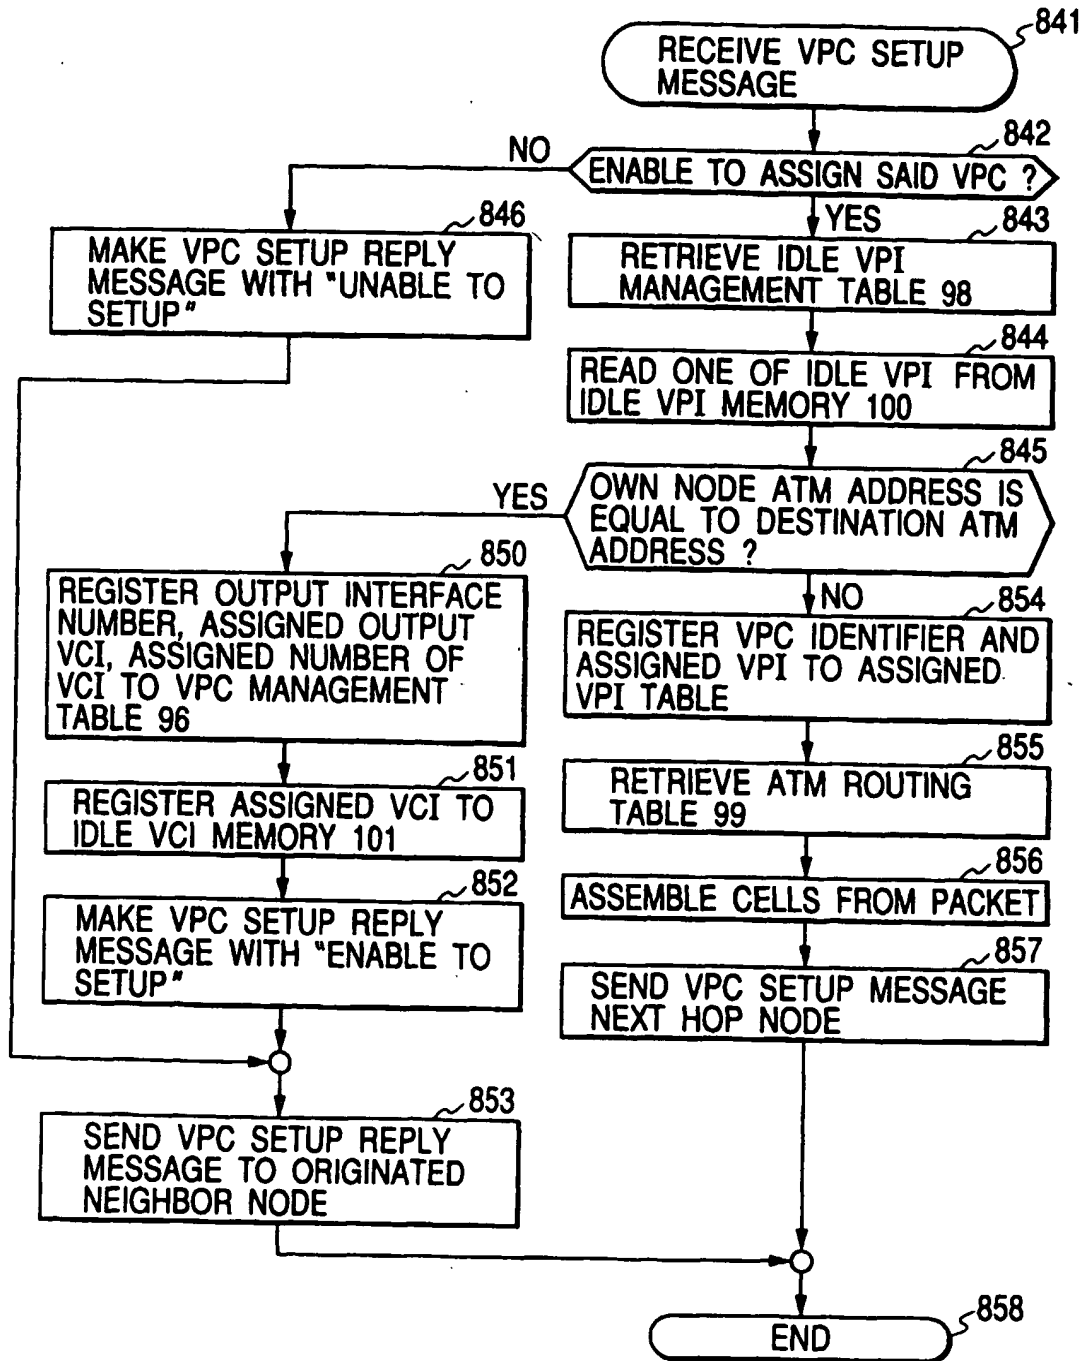 841
RECEIVE VPC SETUP
MESSAGE
842
NO
ENABLE TO ASSIGN SAID VPC ?
YES
846
MAKE VPC SETUP REPLY
MESSAGE WITH "UNABLE TO
SETUP"
843
RETRIEVE IDLE VPI
MANAGEMENT TABLE 98
844
READ ONE OF IDLE VPI FROM
IDLE VPI MEMORY 100
845
YES
OWN NODE ATM ADDRESS IS
EQUAL TO DESTINATION ATM
ADDRESS ?
NO
850
REGISTER OUTPUT INTERFACE
NUMBER, ASSIGNED OUTPUT
VCI, ASSIGNED NUMBER OF
VCI TO VPC MANAGEMENT
TABLE 96
854
REGISTER VPC IDENTIFIER AND
ASSIGNED VPI TO ASSIGNED
VPI TABLE
851
REGISTER ASSIGNED VCI TO
IDLE VCI MEMORY 101
855
RETRIEVE ATM ROUTING
TABLE 99
852
MAKE VPC SETUP REPLY
MESSAGE WITH "ENABLE TO
SETUP"
856
ASSEMBLE CELLS FROM PACKET
857
SEND VPC SETUP MESSAGE
NEXT HOP NODE
853
SEND VPC SETUP REPLY
MESSAGE TO ORIGINATED
NEIGHBOR NODE
858
END